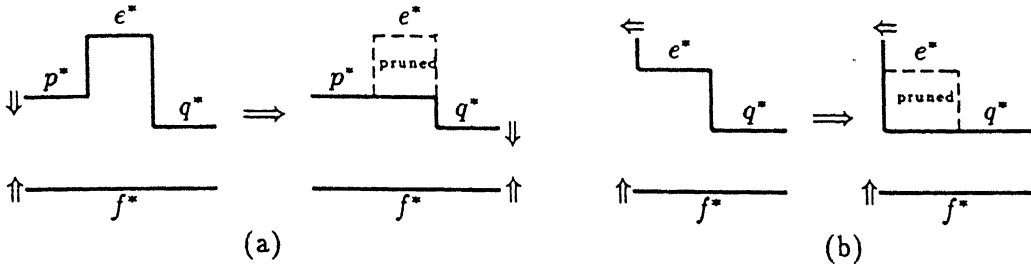 ϵ* e* e*
p* pruned p* q* q* e* pruned q* q*
f* f* f* f*
(a) (b)